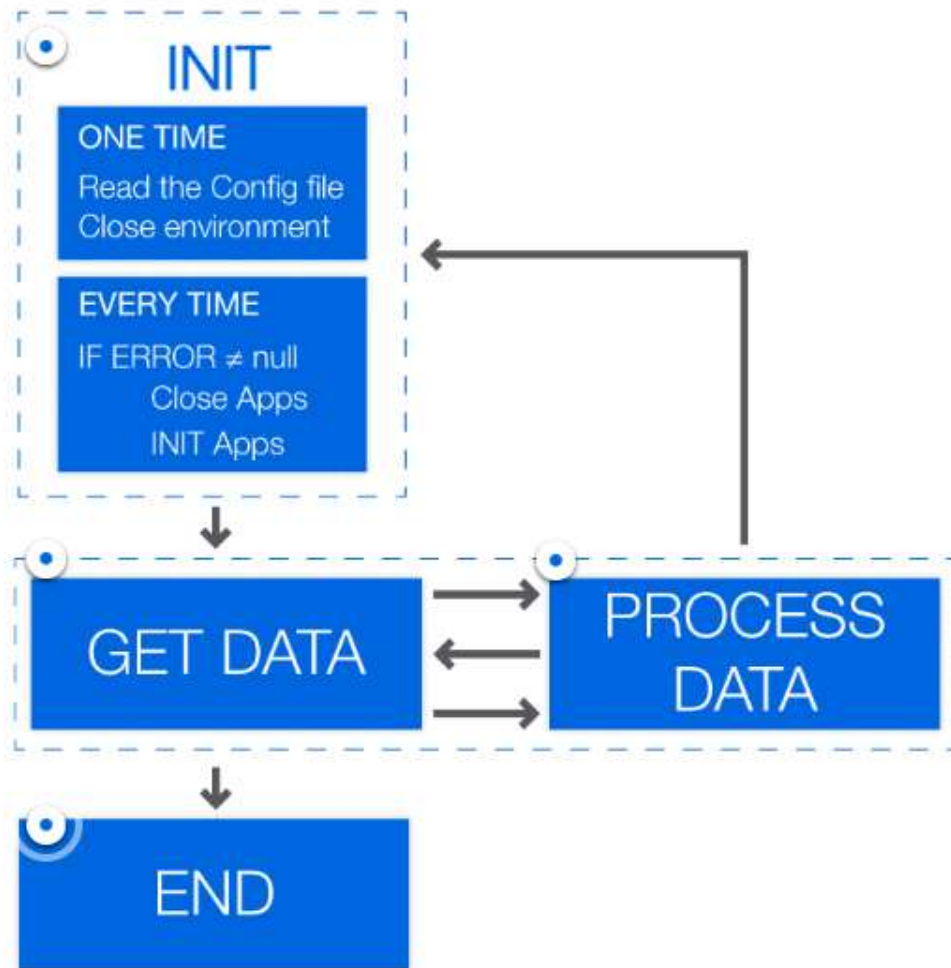 INIT
ONE TIME
Read the Config file
Close environment
EVERY TIME
IF ERROR ≠ null
Close Apps
INIT Apps
GET DATA
PROCESS
DATA
END